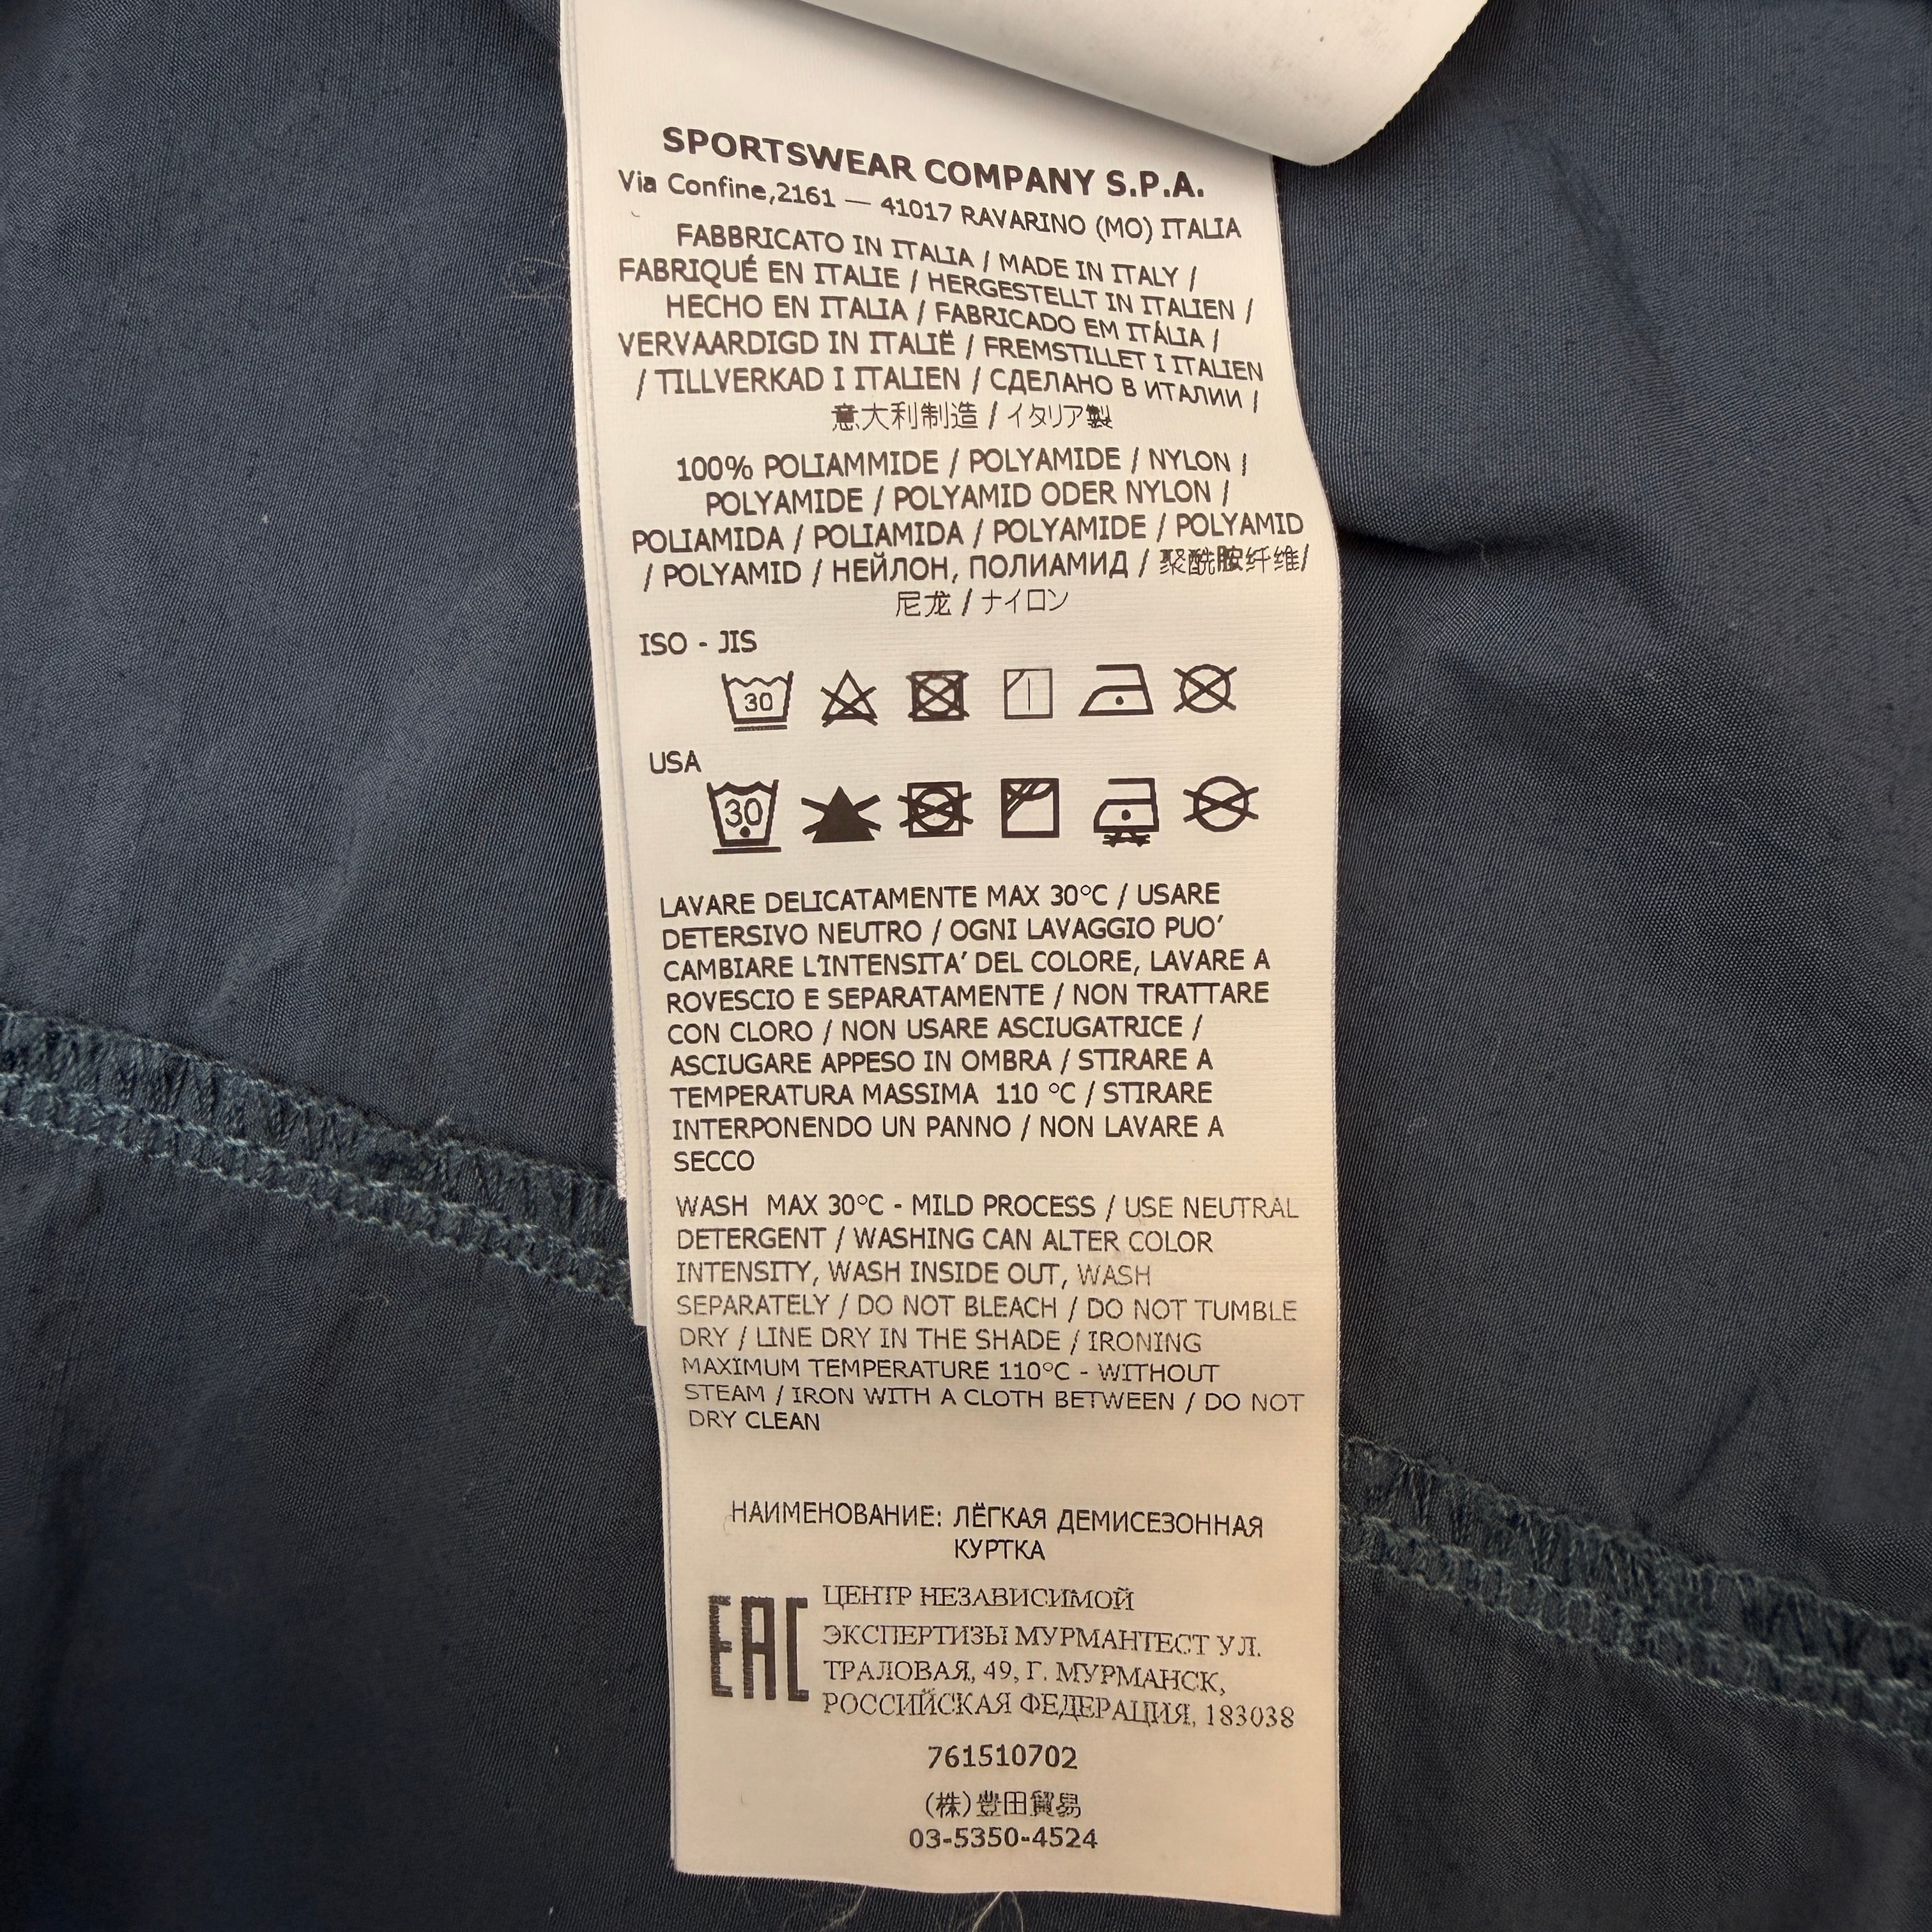 SPORTSWEAR COMPANY S.P.A.
Via Confine,2161 — 41017 RAVARINO (MO) ITALIA
FABBRICATO IN ITALIA / MADE IN ITALY /
FABRIQUÉ EN ITALIE / HERGESTELLT IN ITALIEN /
HECHO EN ITALIA / FABRICADO EM ITÁLIA /
VERVAARDIGD IN ITALIË / FREMSTILLET I ITALIEN
/ TILLVERKAD I ITALIEN / СДЕЛАНО В ИТАЛИИ /
意大利制造 / イタリア製
100% POLIAMMIDE / POLYAMIDE / NYLON /
POLYAMIDE / POLYAMID ODER NYLON /
POLIAMIDA / POLIAMIDA / POLYAMIDE / POLYAMID
/ POLYAMID / НЕЙЛОН, ПОЛИАМИД / 聚酰胺纤维/
尼龙 / ナイロン
ISO - JIS
30
USA
30
LAVARE DELICATAMENTE MAX 30°C / USARE
DETERSIVO NEUTRO / OGNI LAVAGGIO PUO'
CAMBIARE L'INTENSITA' DEL COLORE, LAVARE A
ROVESCIO E SEPARATAMENTE / NON TRATTARE
CON CLORO / NON USARE ASCIUGATRICE /
ASCIUGARE APPESO IN OMBRA / STIRARE A
TEMPERATURA MASSIMA 110 °C / STIRARE
INTERPONENDO UN PANNO / NON LAVARE A
SECCO
WASH MAX 30°C - MILD PROCESS / USE NEUTRAL
DETERGENT / WASHING CAN ALTER COLOR
INTENSITY, WASH INSIDE OUT, WASH
SEPARATELY / DO NOT BLEACH / DO NOT TUMBLE
DRY / LINE DRY IN THE SHADE / IRONING
MAXIMUM TEMPERATURE 110°C - WITHOUT
STEAM / IRON WITH A CLOTH BETWEEN / DO NOT
DRY CLEAN
НАИМЕНОВАНИЕ: ЛЁГКАЯ ДЕМИСЕЗОННАЯ
КУРТКА
EAC
ЦЕНТР НЕЗАВИСИМОЙ
ЭКСПЕРТИЗЫ МУРМАНТЕСТ УЛ.
ТРАЛОВАЯ, 49, Г. МУРМАНСК,
РОССИЙСКАЯ ФЕДЕРАЦИЯ, 183038
761510702
(株)豊田貿易
03-5350-4524